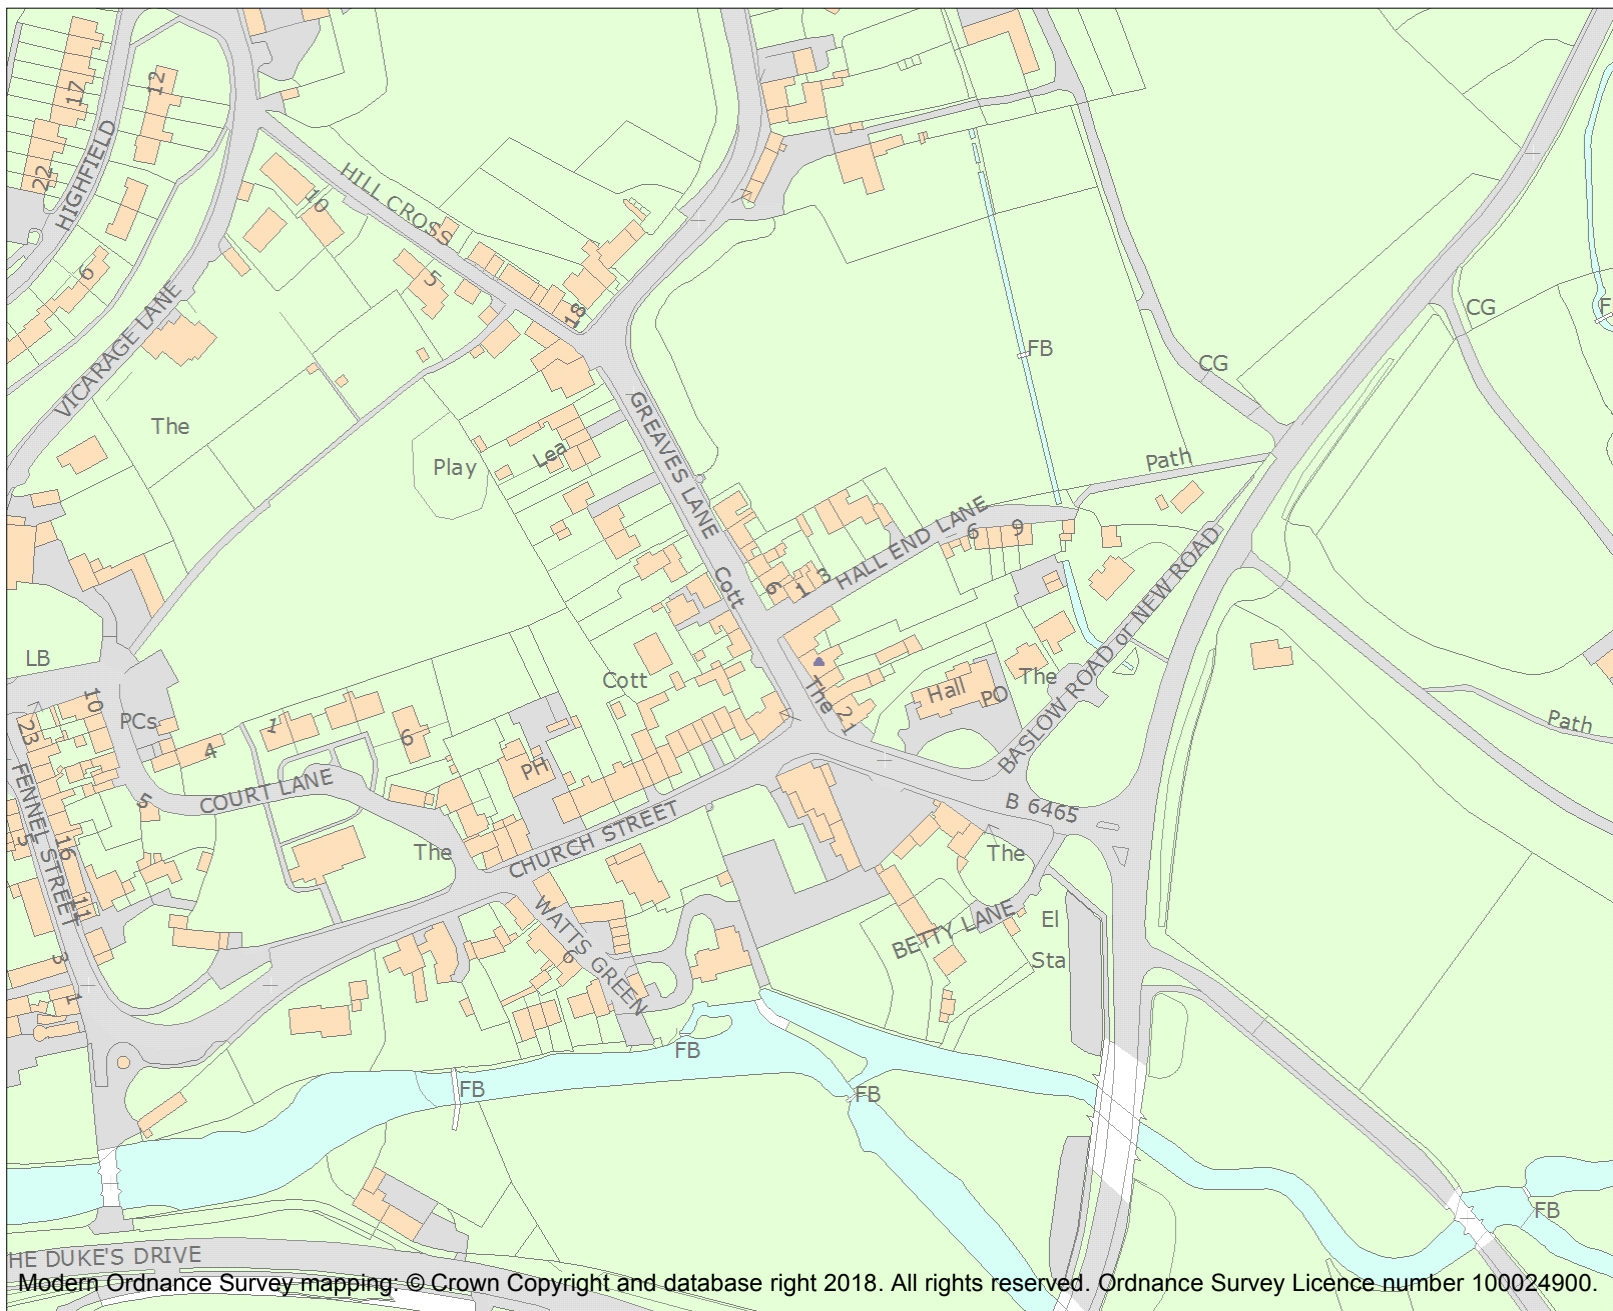 17
12
HIGHFIELD
22
HILL CROSS
10
6
5
18
VICARAGE LANE
CG
F
FB
CG
The
Play
Lea
GREAVES LANE
Path
HALL END LANE
6
9
Cott
6
1
3
BASLOW ROAD or NEW ROAD
LB
Cott
The
Hall
PO
The
21
10
PCs
23
1
4
6
Path
PH
COURT LANE
5
FENNEL STREET
5
16
11
3
1
CHURCH STREET
B 6465
The
The
WATTS GREEN
6
BETTY LANE
El
Sta
FB
FB
FB
FB
HE DUKE'S DRIVE
Modern Ordnance Survey mapping: © Crown Copyright and database right 2018. All rights reserved. Ordnance Survey Licence number 100024900.